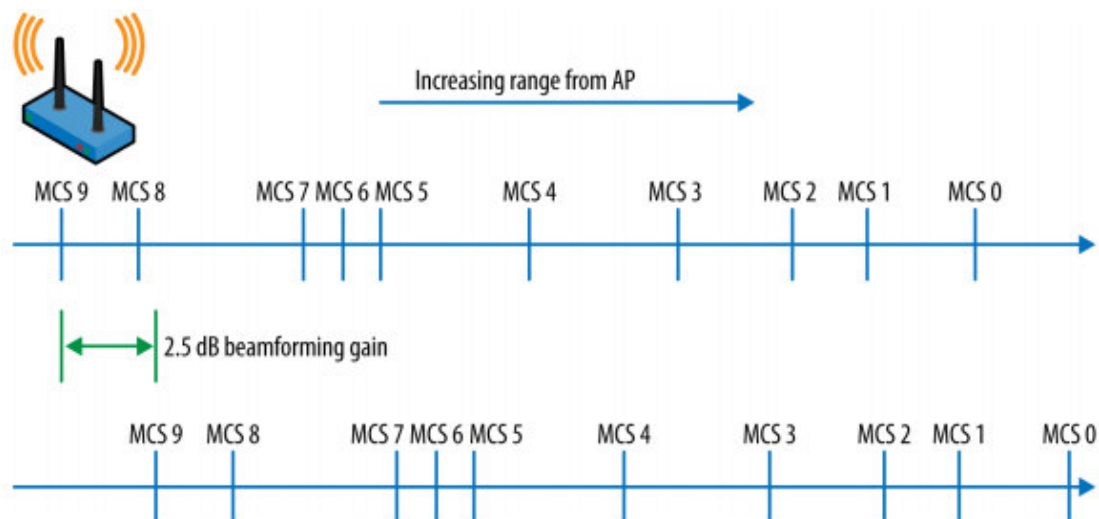 Increasing range from AP
MCS 9 MCS 8 MCS 7 MCS 6 MCS 5 MCS 4 MCS 3 MCS 2 MCS 1 MCS 0
2.5 dB beamforming gain
MCS 9 MCS 8 MCS 7 MCS 6 MCS 5 MCS 4 MCS 3 MCS 2 MCS 1 MCS 0